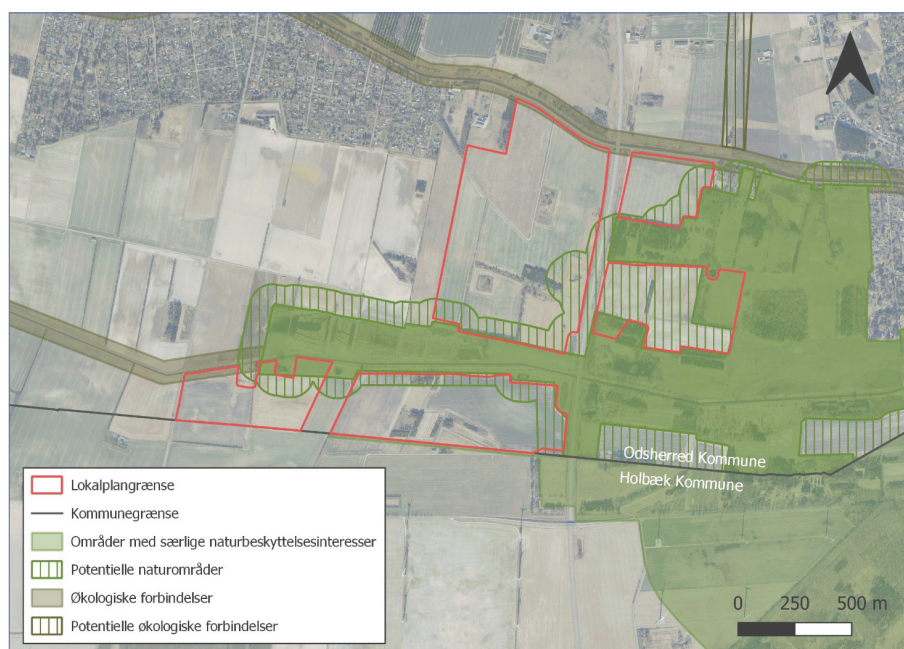 Odsherred Kommune
Holbæk Kommune
Lokalplangrænse
Kommunegrænse
Områder med særlige naturbeskyttelsesinteresser
Potentielle naturområder
Økologiske forbindelser
Potentielle økologiske forbindelser
0 250 500 m